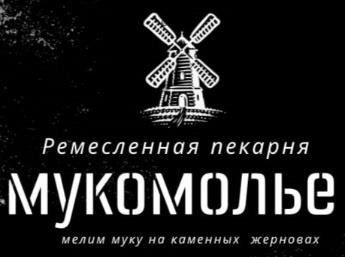 Ремесленная пекарня
МУКОМОЛЬЕ
мелим муку на каменных жерновах